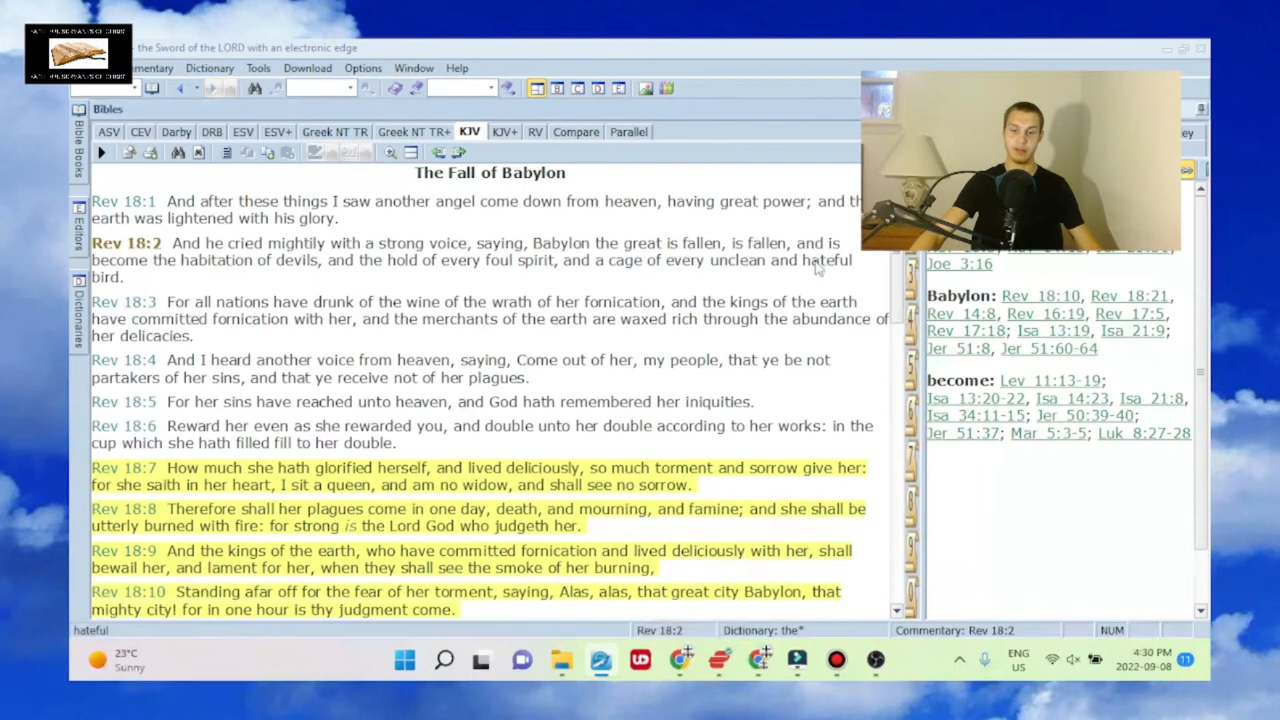 FAITHFUL SERVANTS OF CHRIST
FAITHFUL SERVANTS OF CHRIST
- the Sword of the LORD with an electronic edge
mentary Dictionary Tools Download Options Window Help
Bibles
ASV CEV Darby DRB ESV ESV+ Greek NT TR Greek NT TR+ KJV KJV+ RV Compare Parallel
Bible Books
Editors
Dictionaries
The Fall of Babylon
Rev 18:1 And after these things I saw another angel come down from heaven, having great power; and th
earth was lightened with his glory.
Rev 18:2 And he cried mightily with a strong voice, saying, Babylon the great is fallen, is fallen, and is
become the habitation of devils, and the hold of every foul spirit, and a cage of every unclean and hateful
bird.
Rev 18:3 For all nations have drunk of the wine of the wrath of her fornication, and the kings of the earth
have committed fornication with her, and the merchants of the earth are waxed rich through the abundance of
her delicacies.
Rev 18:4 And I heard another voice from heaven, saying, Come out of her, my people, that ye be not
partakers of her sins, and that ye receive not of her plagues.
Rev 18:5 For her sins have reached unto heaven, and God hath remembered her iniquities.
Rev 18:6 Reward her even as she rewarded you, and double unto her double according to her works: in the
cup which she hath filled fill to her double.
Rev 18:7 How much she hath glorified herself, and lived deliciously, so much torment and sorrow give her:
for she saith in her heart, I sit a queen, and am no widow, and shall see no sorrow.
Rev 18:8 Therefore shall her plagues come in one day, death, and mourning, and famine; and she shall be
utterly burned with fire: for strong is the Lord God who judgeth her.
Rev 18:9 And the kings of the earth, who have committed fornication and lived deliciously with her, shall
bewail her, and lament for her, when they shall see the smoke of her burning,
Rev 18:10 Standing afar off for the fear of her torment, saying, Alas, alas, that great city Babylon, that
mighty city! for in one hour is thy judgment come.
ey
Joe 3:16
Babylon: Rev 18:10, Rev 18:21,
Rev 14:8, Rev 16:19, Rev 17:5,
Rev 17:18; Isa 13:19, Isa 21:9;
Jer 51:8, Jer 51:60-64
become: Lev 11:13-19;
Isa 13:20-22, Isa 14:23, Isa 21:8,
Isa 34:11-15; Jer 50:39-40;
Jer 51:37; Mar 5:3-5; Luk 8:27-28
hateful Rev 18:2 Dictionary: the* Commentary: Rev 18:2 NUM
23°C
Sunny
ENG
US
4:30 PM
2022-09-08
11